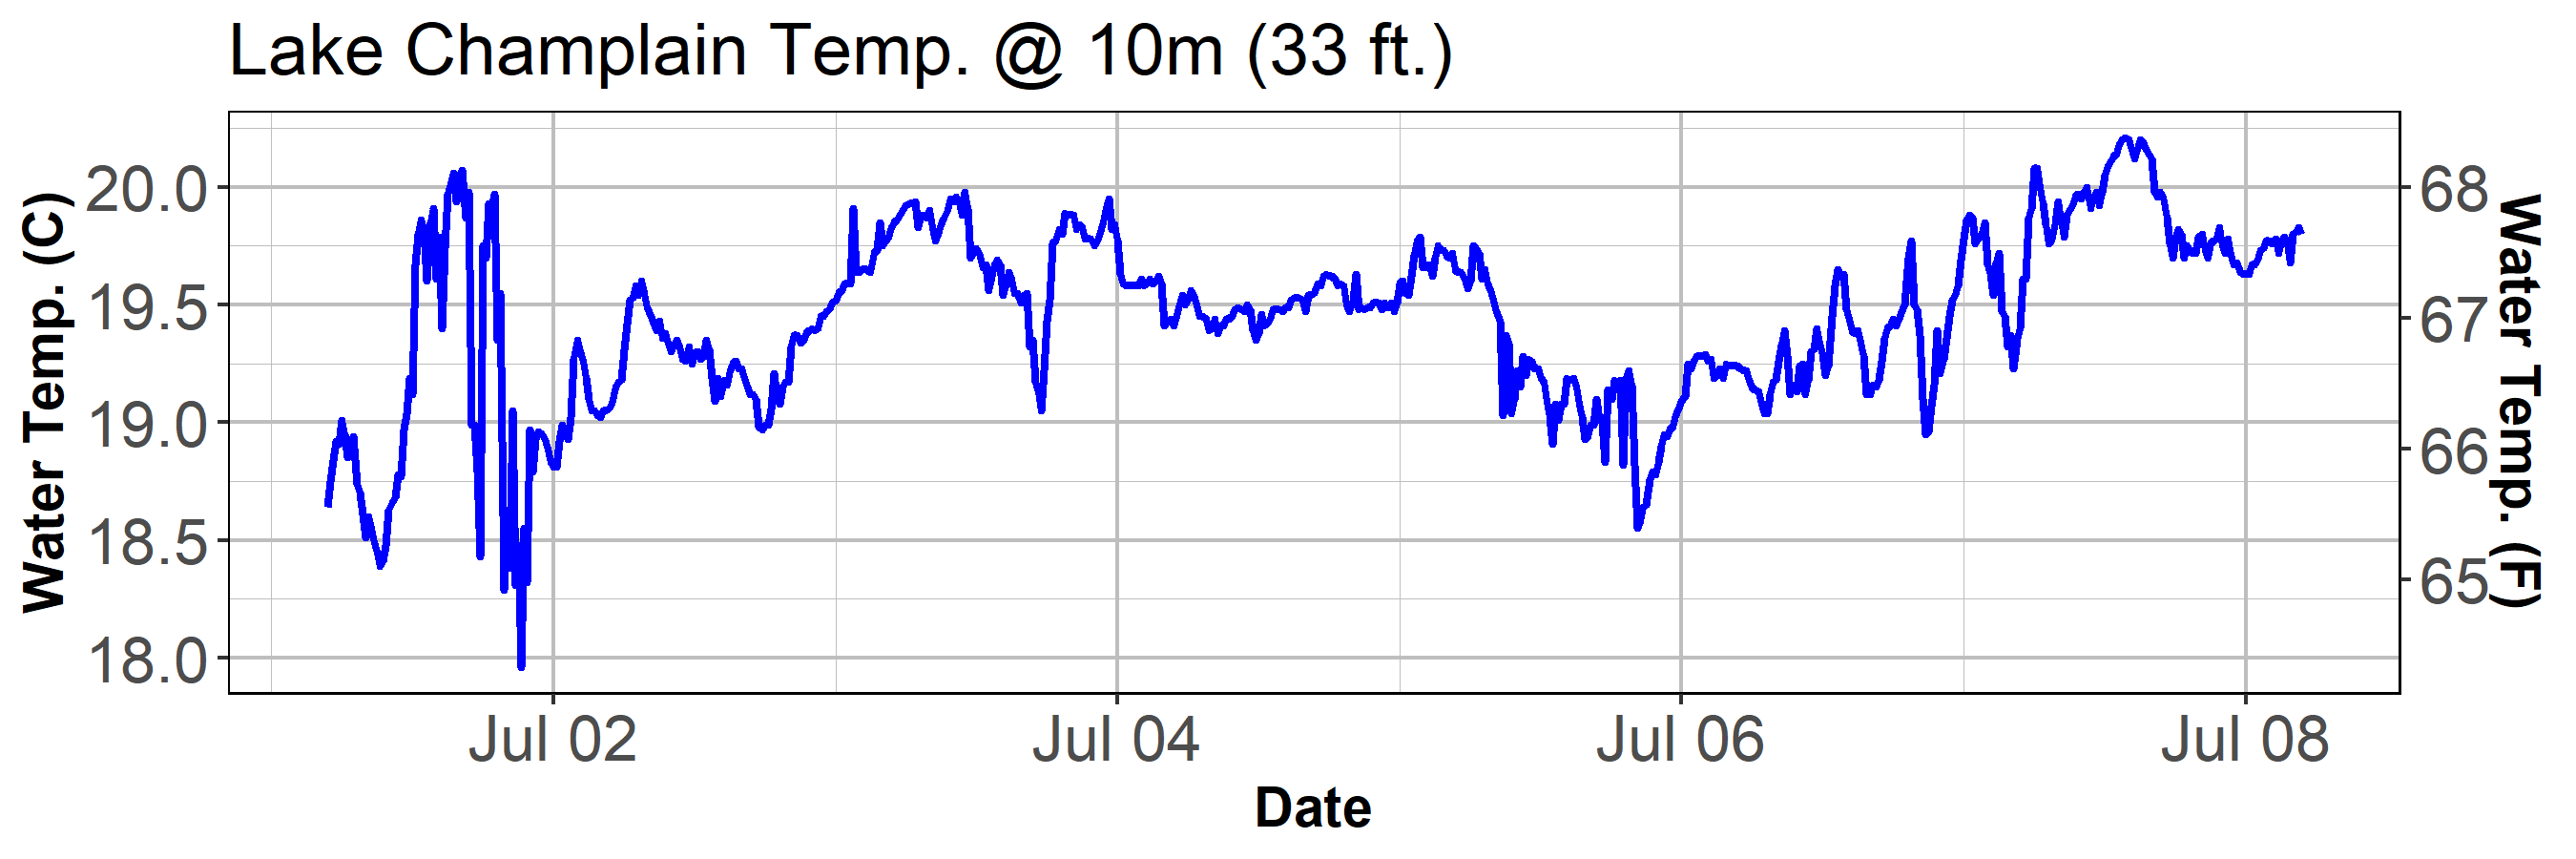 Lake Champlain Temp. @ 10m (33 ft.)
Water Temp. (C)
20.0
19.5
19.0
18.5
18.0
68
67
66
65
Water Temp. (F)
Jul 02 Jul 04 Jul 06 Jul 08
Date